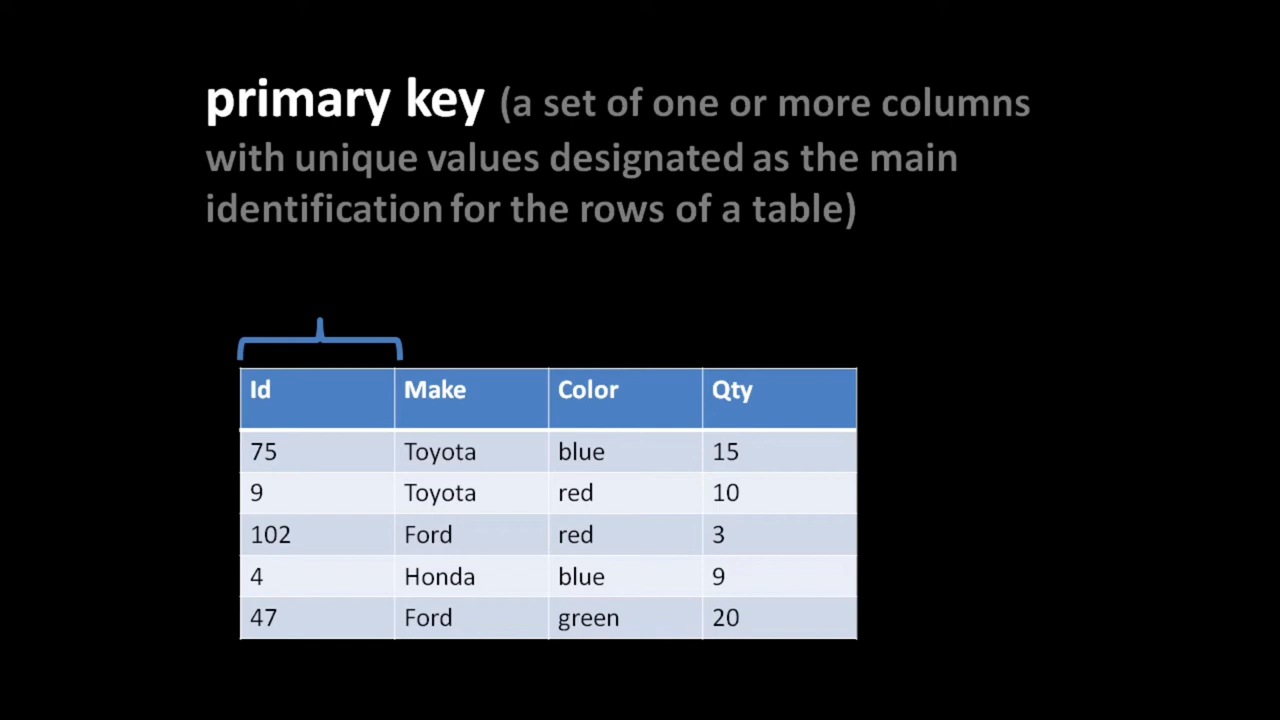 primary key (a set of one or more columns
with unique values designated as the main
identification for the rows of a table)
Id Make Color Qty
75 Toyota blue 15
9 Toyota red 10
102 Ford red 3
4 Honda blue 9
47 Ford green 20